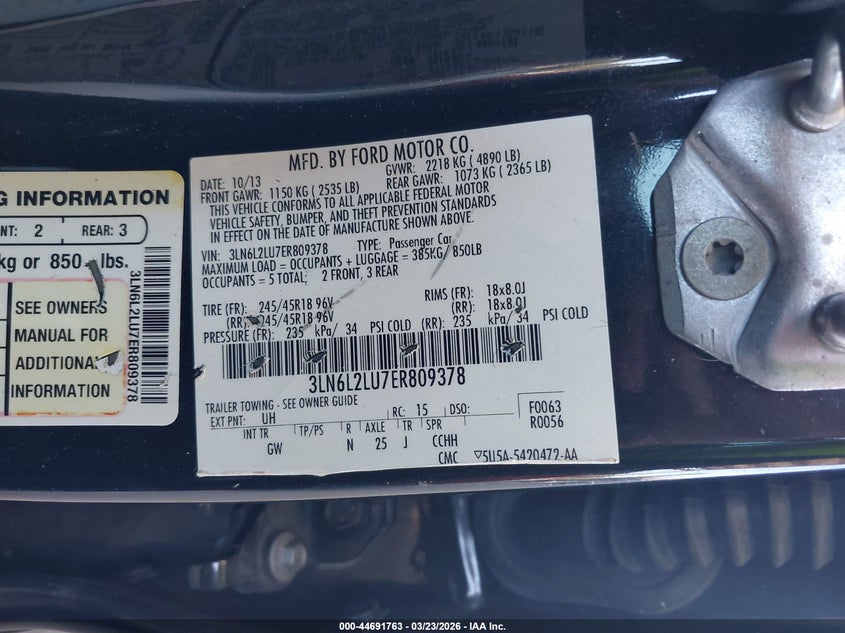 MFD. BY FORD MOTOR CO.
DATE: 10/13 GVWR: 2218 KG ( 4890 LB)
FRONT GAWR: 1150 KG ( 2535 LB) REAR GAWR: 1073 KG ( 2365 LB)
THIS VEHICLE CONFORMS TO ALL APPLICABLE FEDERAL MOTOR
VEHICLE SAFETY, BUMPER, AND THEFT PREVENTION STANDARDS
IN EFFECT ON THE DATE OF MANUFACTURE SHOWN ABOVE.
VIN: 3LN6L2LU7ER809378 TYPE: Passenger Car
MAXIMUM LOAD = OCCUPANTS + LUGGAGE = 385KG/ 850LB
OCCUPANTS = 5 TOTAL; 2 FRONT, 3 REAR
TIRE (FR): 245/45R18 96V RIMS (FR): 18x8.0J
(RR): 245/45R18 96V (RR): 18x8.0J
PRESSURE (FR): 235 kPa/ 34 PSI COLD (RR): 235 kPa/ 34 PSI COLD
3LN6L2LU7ER809378
TRAILER TOWING - SEE OWNER GUIDE
EXT PNT: UH RC: 15 DSO: F0063
R0056
INT TR TP/PS R AXLE TR SPR
GW N 25 J CCHH
CMC ▽5U5A-5420472-AA
G INFORMATION
NT: 2 REAR: 3
kg or 850 lbs.
SEE OWNERS
MANUAL FOR
ADDITIONAL
INFORMATION
3LN6L2LU7ER809378
000-44691763 - 03/23/2026 - IAA Inc.